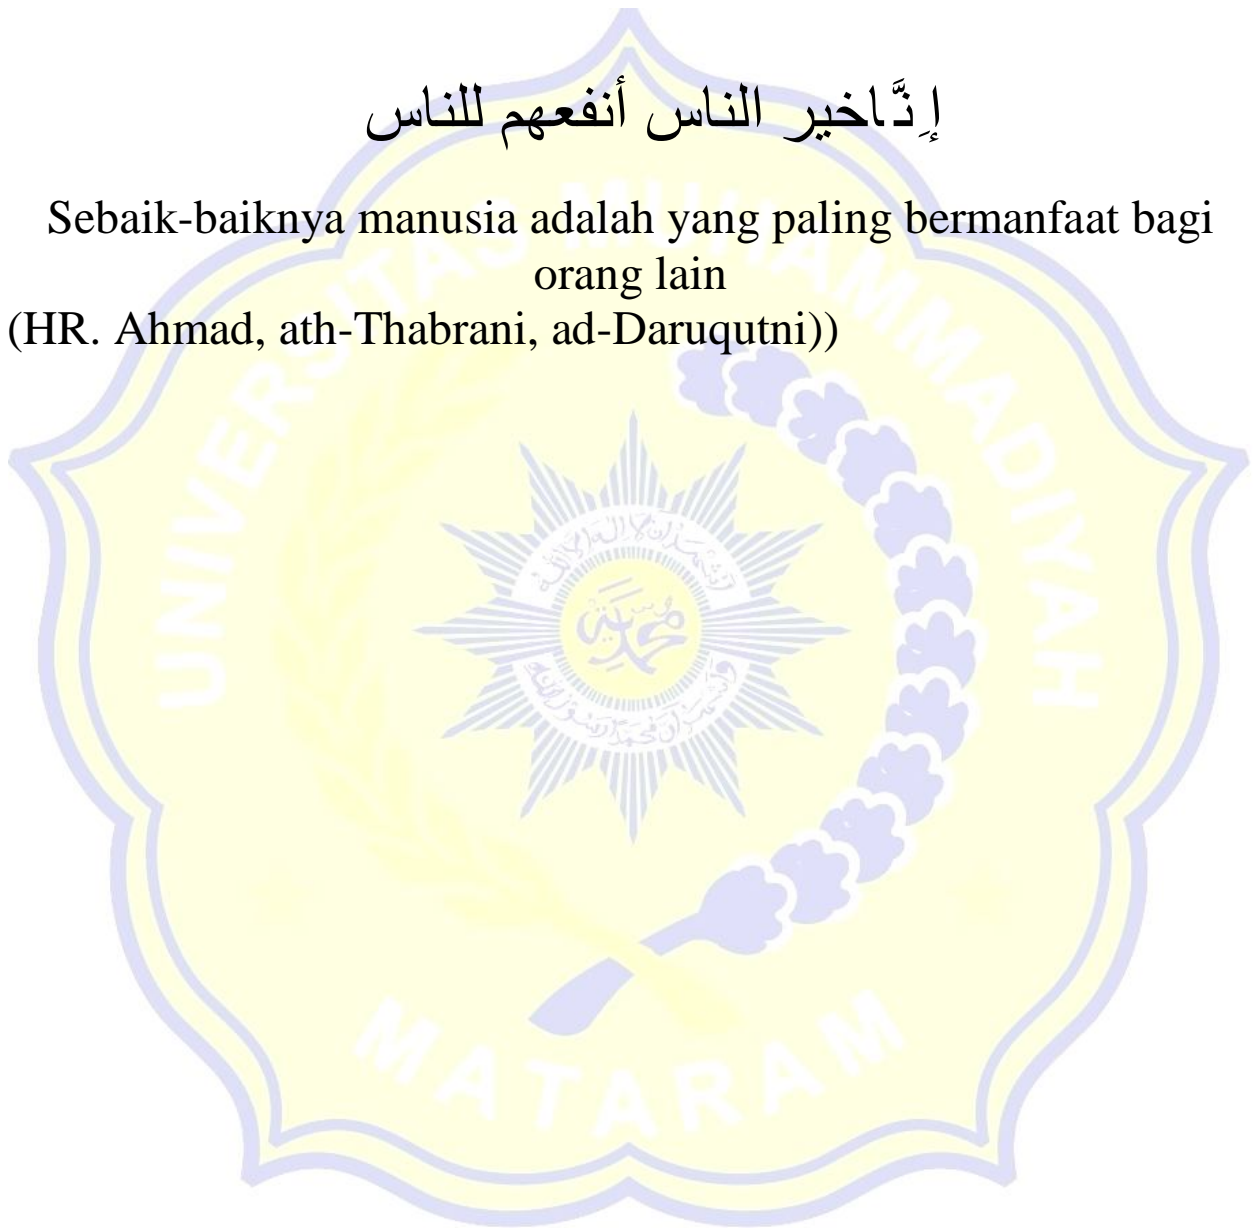 إِنَّاخير الناس أنفعهم للناس
Sebaik-baiknya manusia adalah yang paling bermanfaat bagi
orang lain
(HR. Ahmad, ath-Thabrani, ad-Daruqutni))
UNIVERSITAS MUHAMMADIYAH
MATARAM